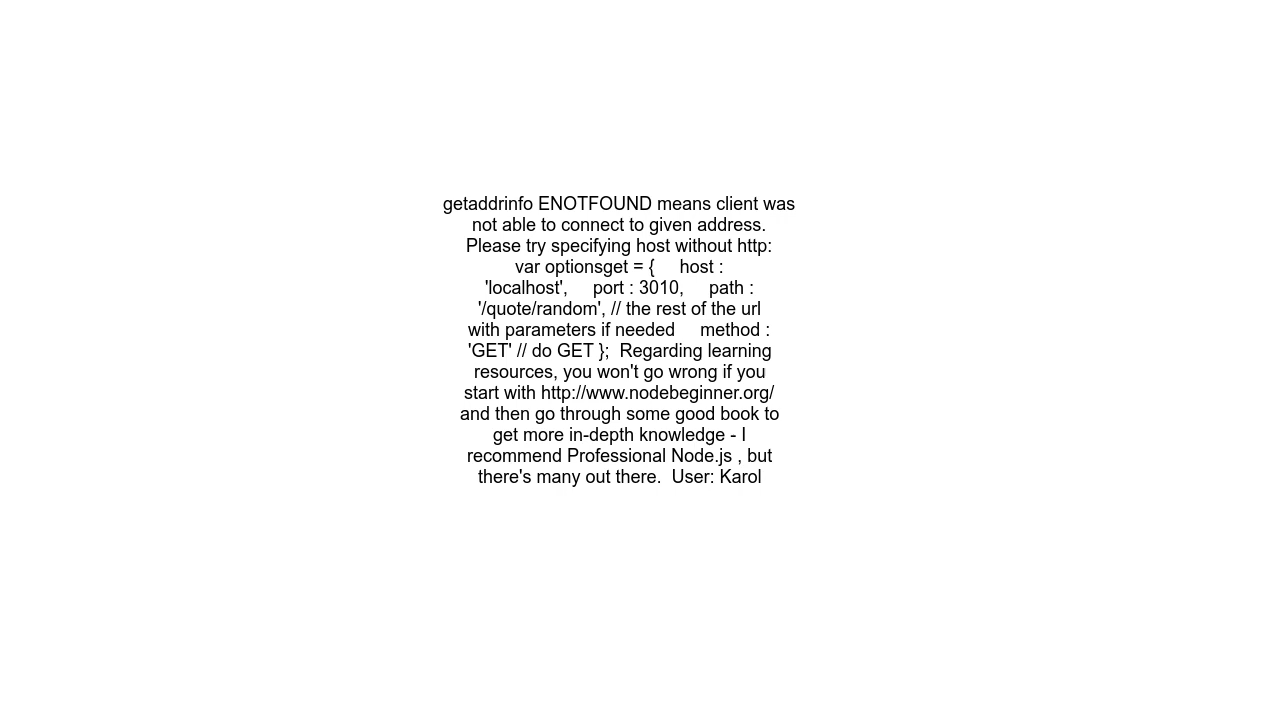 getaddrinfo ENOTFOUND means client was
not able to connect to given address.
Please try specifying host without http:
var optionsget = {     host :
'localhost',     port : 3010,     path :
'/quote/random', // the rest of the url
with parameters if needed     method :
'GET' // do GET };  Regarding learning
resources, you won't go wrong if you
start with http://www.nodebeginner.org/
and then go through some good book to
get more in-depth knowledge - I
recommend Professional Node.js , but
there's many out there.  User: Karol